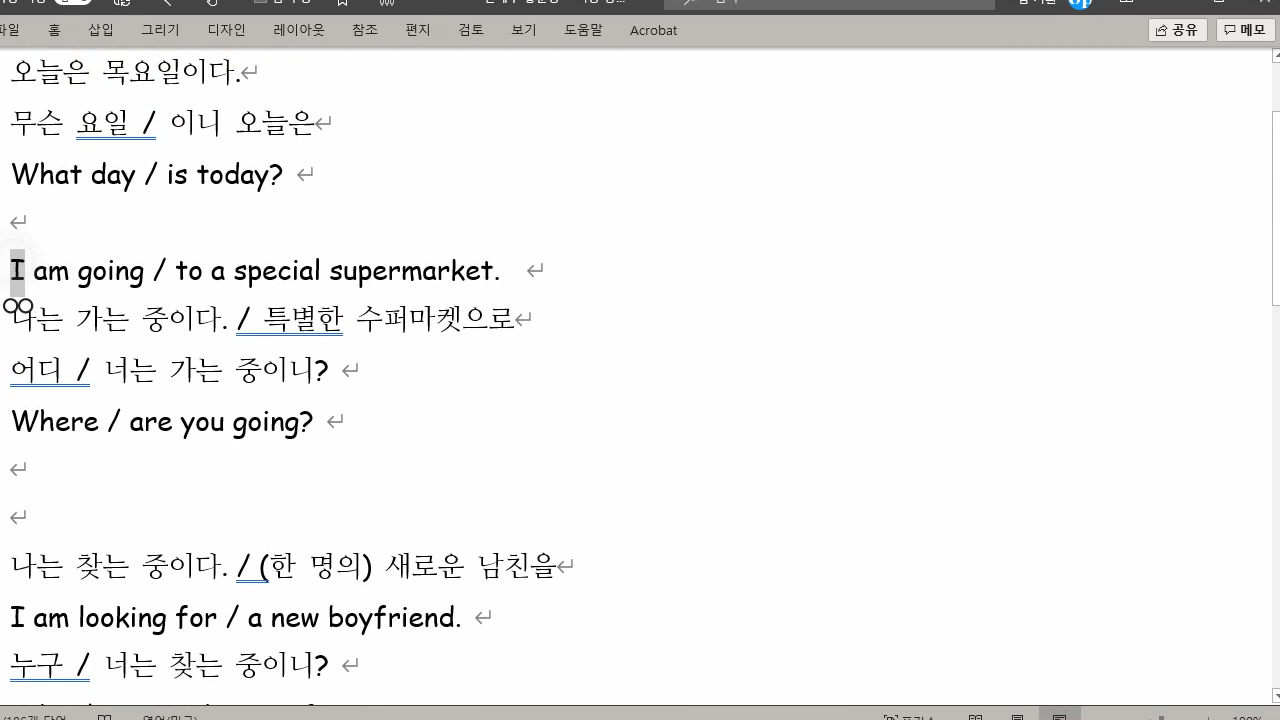 파일 홈 삽입 그리기 디자인 레이아웃 참조 편지 검토 보기 도움말 Acrobat 공유 메모
오늘은 목요일이다.
무슨 요일 / 이니 오늘은
What day / is today?
I am going / to a special supermarket.
나는 가는 중이다. / 특별한 수퍼마켓으로
어디 / 너는 가는 중이니?
Where / are you going?
나는 찾는 중이다. / (한 명의) 새로운 남친을
I am looking for / a new boyfriend.
누구 / 너는 찾는 중이니?